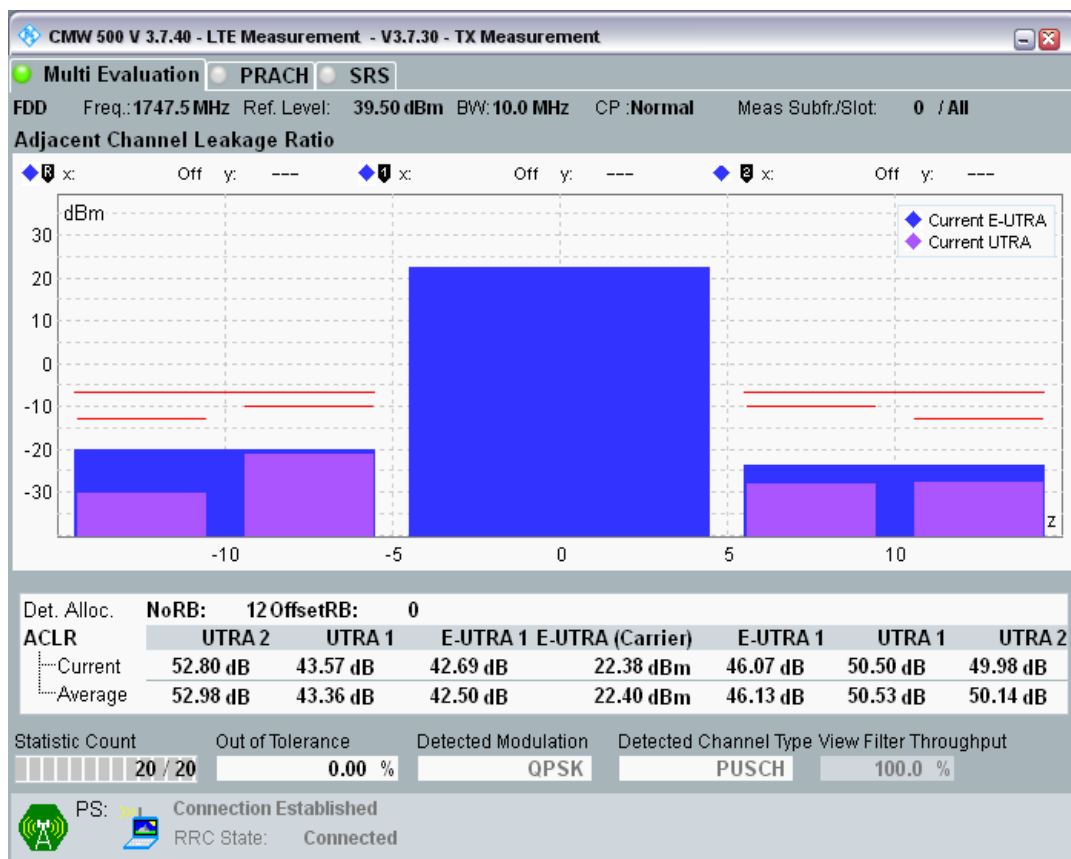 CMW 500 V 3.7.40 - LTE Measurement - V3.7.30 - TX Measurement
Multi Evaluation PRACH SRS
FDD Freq.: 1747.5 MHz Ref. Level: 39.50 dBm BW: 10.0 MHz CP :Normal Meas Subfr./Slot: 0 / All
Adjacent Channel Leakage Ratio
R x: Off y: --- 1 x: Off y: --- 2 x: Off y: ---
dBm
Current E-UTRA
Current UTRA
30
20
10
0
-10
-20
-30
z
-10 -5 0 5 10
Det. Alloc. NoRB: 12 OffsetRB: 0
ACLR UTRA 2 UTRA 1 E-UTRA 1 E-UTRA (Carrier) E-UTRA 1 UTRA 1 UTRA 2
Current 52.80 dB 43.57 dB 42.69 dB 22.38 dBm 46.07 dB 50.50 dB 49.98 dB
Average 52.98 dB 43.36 dB 42.50 dB 22.40 dBm 46.13 dB 50.53 dB 50.14 dB
Statistic Count Out of Tolerance Detected Modulation Detected Channel Type View Filter Throughput
20 / 20 0.00 % QPSK PUSCH 100.0 %
PS: Connection Established
RRC State: Connected